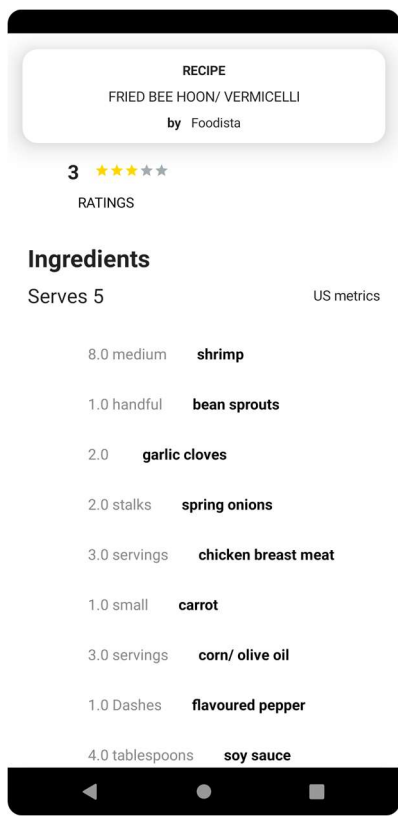 RECIPE
FRIED BEE HOON/ VERMICELLI
by Foodista
3
RATINGS
Ingredients
Serves 5 US metrics
8.0 medium shrimp
1.0 handful bean sprouts
2.0 garlic cloves
2.0 stalks spring onions
3.0 servings chicken breast meat
1.0 small carrot
3.0 servings corn/ olive oil
1.0 Dashes flavoured pepper
4.0 tablespoons soy sauce